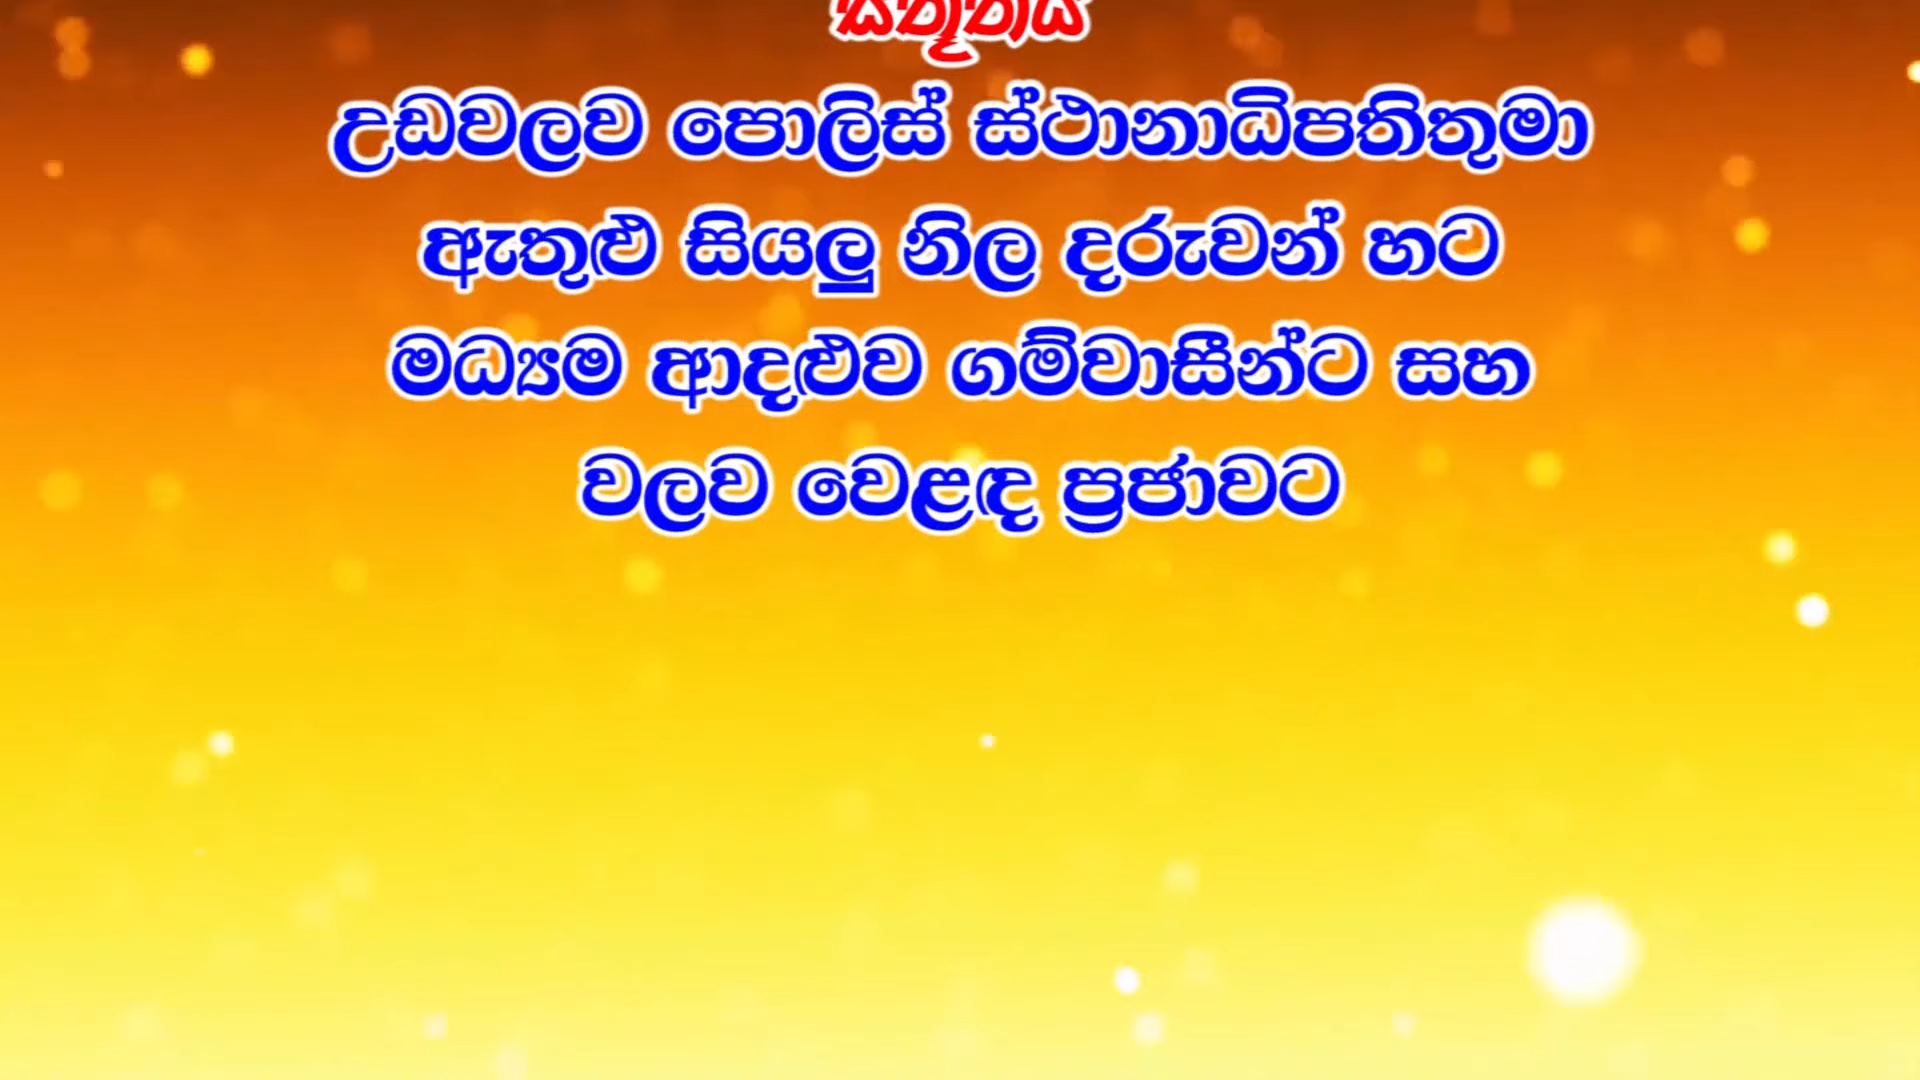 ස්තූතිය
උඩවලව පොලිස් ස්ථානාධිපතිතුමා
ඇතුළු සියලු නිල දරුවන් හට
මධ්‍යම ආදළුව ගම්වාසීන්ට සහ
වලව වෙළඳ ප්‍රජාවට